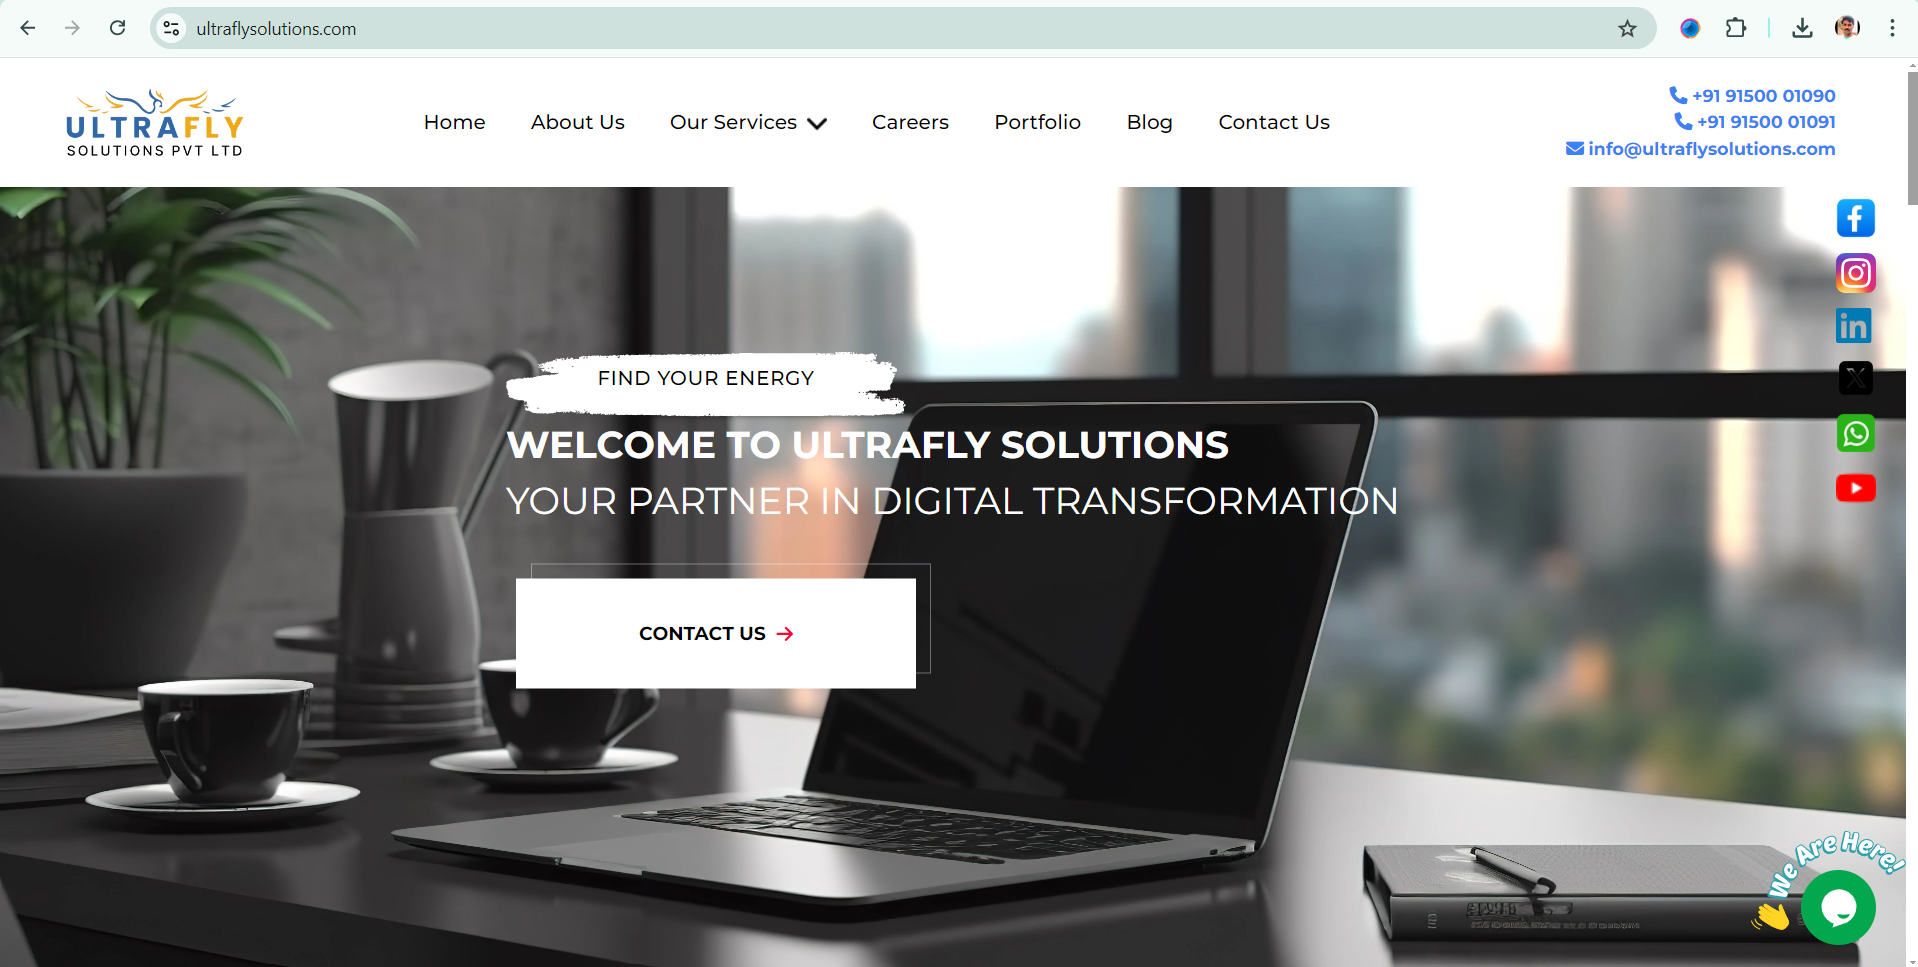 ultraflysolutions.com
ULTRAFLY
SOLUTIONS PVT LTD
Home
About Us
Our Services
Careers
Portfolio
Blog
Contact Us
+91 91500 01090
+91 91500 01091
info@ultraflysolutions.com
FIND YOUR ENERGY
WELCOME TO ULTRAFLY SOLUTIONS
YOUR PARTNER IN DIGITAL TRANSFORMATION
CONTACT US
We Are Here!